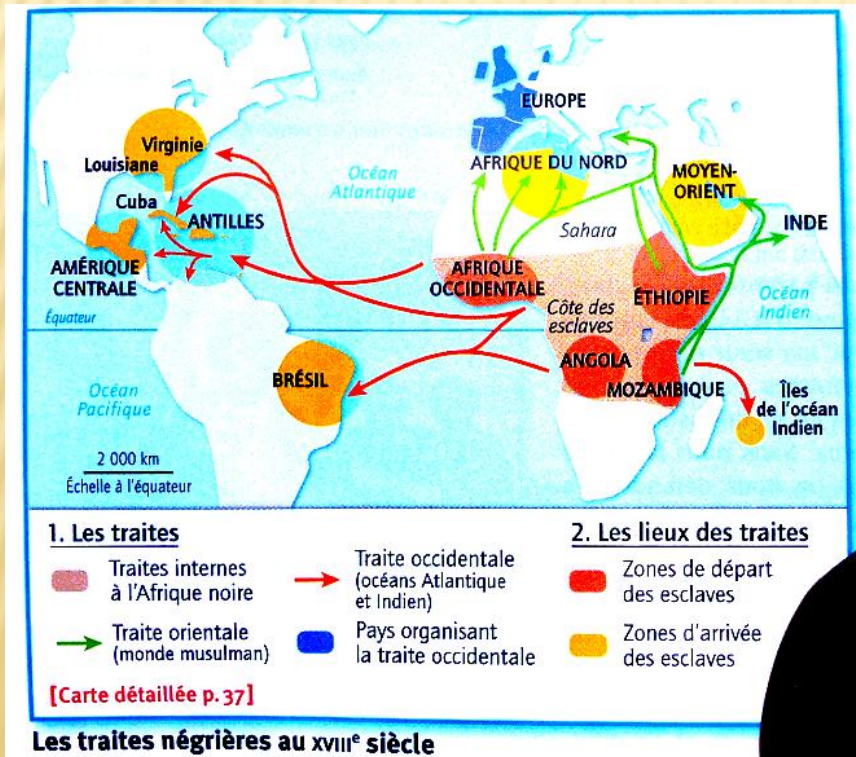 EUROPE
Virginie
Louisiane
Océan
Atlantique
AFRIQUE DU NORD
MOYEN-
ORIENT
Cuba
ANTILLES
INDE
Sahara
AMÉRIQUE
CENTRALE
AFRIQUE
OCCIDENTALE
ÉTHIOPIE
Océan
Indien
Côte des
esclaves
Équateur
ANGOLA
BRÉSIL
MOZAMBIQUE
Îles
de l'océan
Indien
Océan
Pacifique
2 000 km
Échelle à l'équateur
1. Les traites
Traites internes
à l'Afrique noire
Traite orientale
(monde musulman)
Traite occidentale
(océans Atlantique
et Indien)
Pays organisant
la traite occidentale
2. Les lieux des traites
Zones de départ
des esclaves
Zones d'arrivée
des esclaves
[Carte détaillée p. 37]
Les traites négrières au XVIIIe siècle